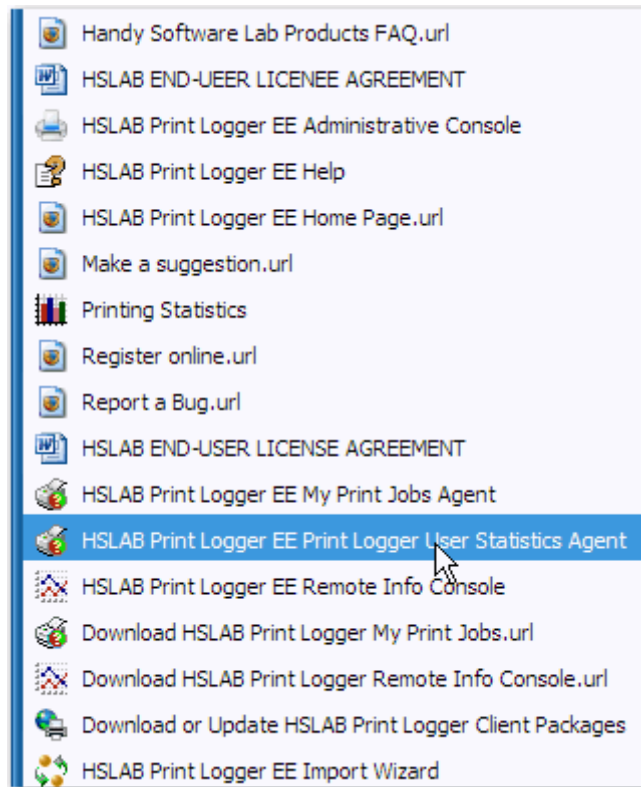 Handy Software Lab Products FAQ.url
HSLAB END-UEER LICENEE AGREEMENT
HSLAB Print Logger EE Administrative Console
HSLAB Print Logger EE Help
HSLAB Print Logger EE Home Page.url
Make a suggestion.url
Printing Statistics
Register online.url
Report a Bug.url
HSLAB END-USER LICENSE AGREEMENT
HSLAB Print Logger EE My Print Jobs Agent
HSLAB Print Logger EE Print Logger User Statistics Agent
HSLAB Print Logger EE Remote Info Console
Download HSLAB Print Logger My Print Jobs.url
Download HSLAB Print Logger Remote Info Console.url
Download or Update HSLAB Print Logger Client Packages
HSLAB Print Logger EE Import Wizard